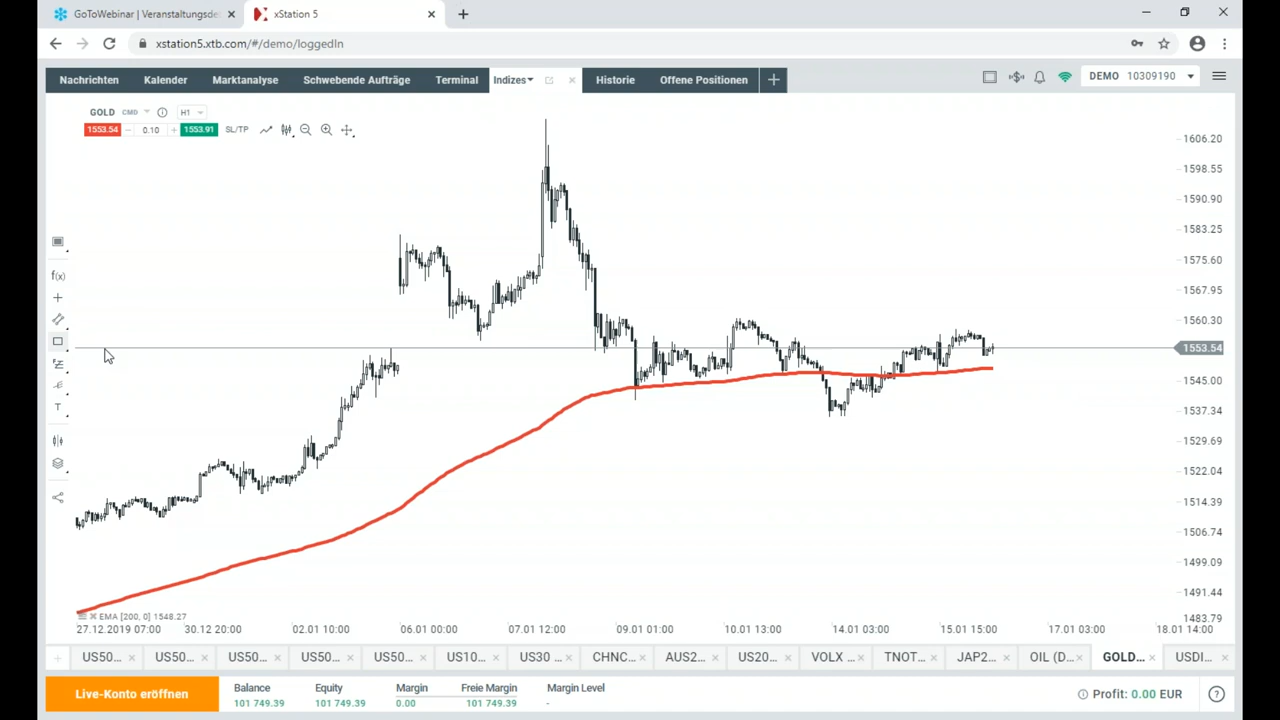 GoToWebinar | Veranstaltungsde
xStation 5
xstation5.xtb.com/#/demo/loggedIn
Nachrichten Kalender Marktanalyse Schwebende Aufträge Terminal Indizes Historie Offene Positionen
DEMO 10309190
GOLD CMD H1
1553.54 0.10 1553.91 SL/TP
1606.20
1598.55
1590.90
1583.25
1575.60
1567.95
1560.30
1553.54
1545.00
1537.34
1529.69
1522.04
1514.39
1506.74
1499.09
1491.44
1483.79
f(x)
T
EMA [200, 0] 1548.27
27.12.2019 07:00 30.12 20:00 02.01 10:00 06.01 00:00 07.01 12:00 09.01 01:00 10.01 13:00 14.01 03:00 15.01 15:00 17.01 03:00 18.01 14:00
US50... US50... US50... US50... US50... US10... US30 ... CHNC... AUS2... US20... VOLX ... TNOT... JAP2... OIL (D... GOLD... USDI...
Live-Konto eröffnen
Balance Equity Margin Freie Margin Margin Level
101 749.39 101 749.39 0.00 101 749.39 -
Profit: 0.00 EUR